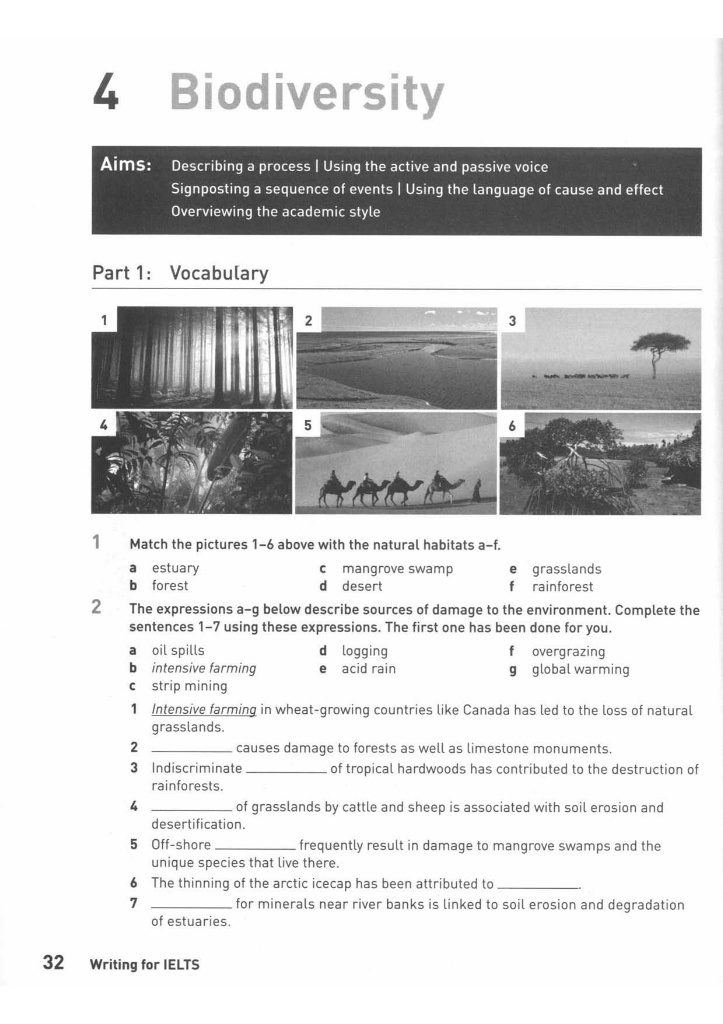 4 Biodiversity
Aims: Describing a process | Using the active and passive voice
Signposting a sequence of events | Using the language of cause and effect
Overviewing the academic style
Part 1: Vocabulary
1 2 3
4 5 6
1 Match the pictures 1–6 above with the natural habitats a–f.
a estuary c mangrove swamp e grasslands
b forest d desert f rainforest
2 The expressions a–g below describe sources of damage to the environment. Complete the
sentences 1–7 using these expressions. The first one has been done for you.
a oil spills d logging f overgrazing
b intensive farming e acid rain g global warming
c strip mining
1 Intensive farming in wheat-growing countries like Canada has led to the loss of natural
grasslands.
2 ____________ causes damage to forests as well as limestone monuments.
3 Indiscriminate ____________ of tropical hardwoods has contributed to the destruction of
rainforests.
4 ____________ of grasslands by cattle and sheep is associated with soil erosion and
desertification.
5 Off-shore ____________ frequently result in damage to mangrove swamps and the
unique species that live there.
6 The thinning of the arctic icecap has been attributed to ____________.
7 ____________ for minerals near river banks is linked to soil erosion and degradation
of estuaries.
32 Writing for IELTS